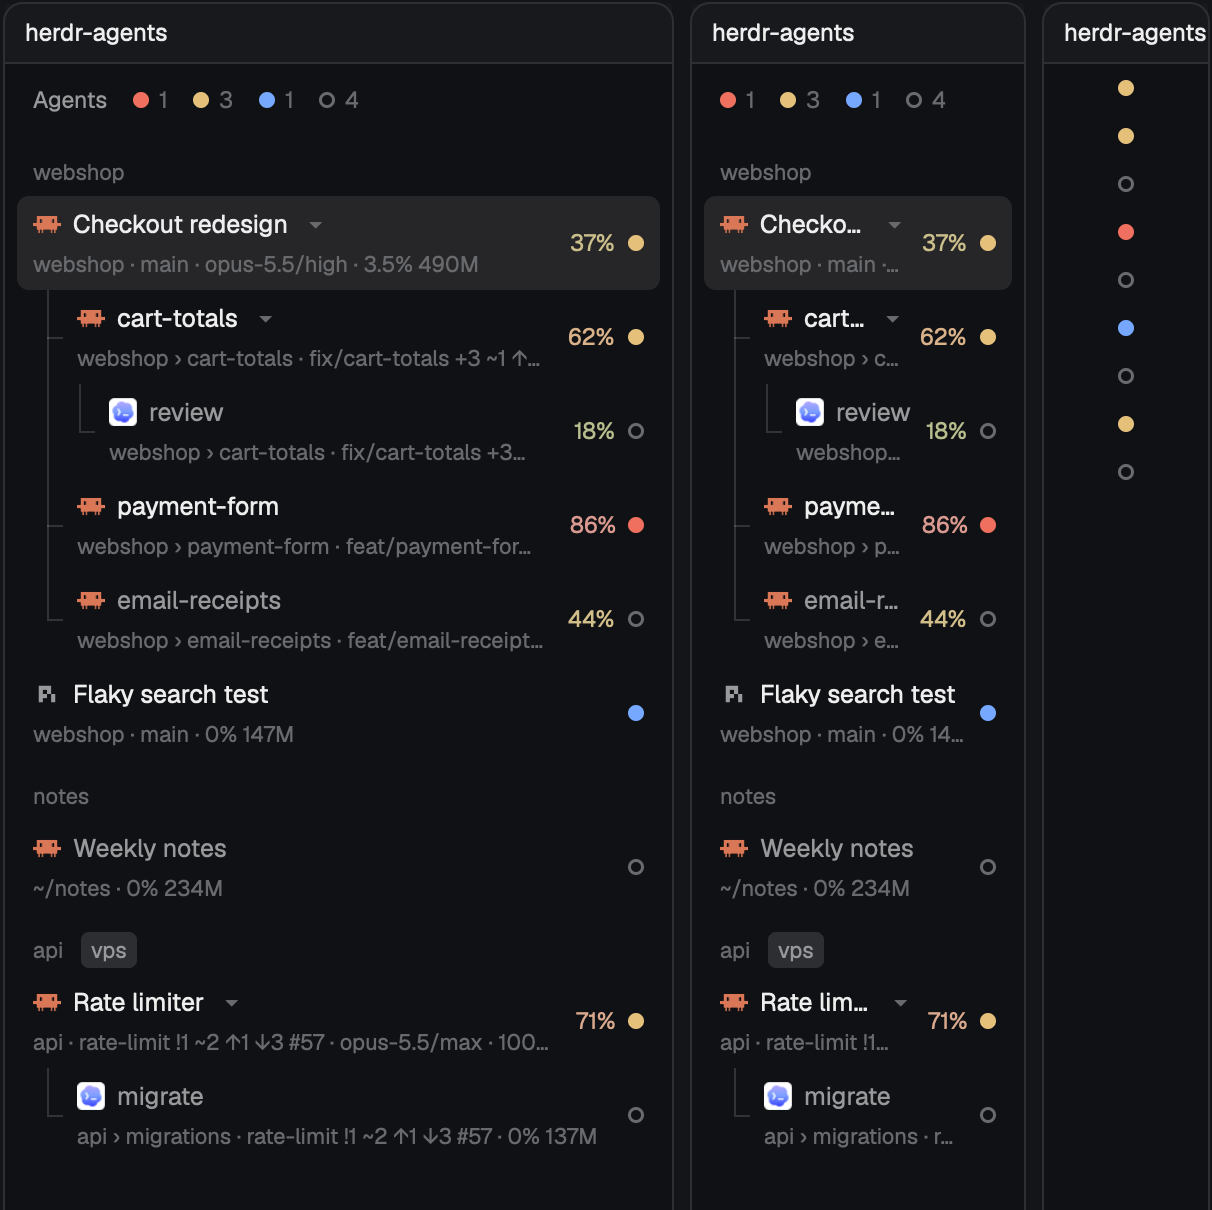 herdr-agents
Agents 1 3 1 4
webshop
Checkout redesign
37%
webshop · main · opus-5.5/high · 3.5% 490M
cart-totals
62%
webshop › cart-totals · fix/cart-totals +3 ~1 ↑…
review
18%
webshop › cart-totals · fix/cart-totals +3…
payment-form
86%
webshop › payment-form · feat/payment-for…
email-receipts
44%
webshop › email-receipts · feat/email-receipt…
Flaky search test
webshop · main · 0% 147M
notes
Weekly notes
~/notes · 0% 234M
api vps
Rate limiter
71%
api · rate-limit !1 ~2 ↑1 ↓3 #57 · opus-5.5/max · 100…
migrate
api › migrations · rate-limit !1 ~2 ↑1 ↓3 #57 · 0% 137M
herdr-agents
1 3 1 4
webshop
Checko…
37%
webshop · main ·…
cart…
62%
webshop › c…
review
18%
webshop…
payme…
86%
webshop › p…
email-r…
44%
webshop › e…
Flaky search test
webshop · main · 0% 14…
notes
Weekly notes
~/notes · 0% 234M
api vps
Rate lim…
71%
api · rate-limit !1…
migrate
api › migrations · r…
herdr-agents